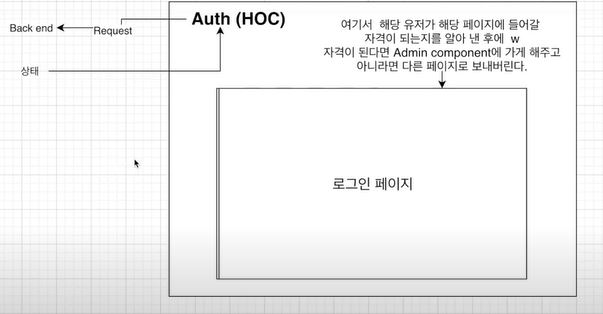 Auth (HOC)
Back end
Request
상태
여기서 해당 유저가 해당 페이지에 들어갈
자격이 되는지를 알아 낸 후에 w
자격이 된다면 Admin component에 가게 해주고
아니라면 다른 페이지로 보내버린다.
로그인 페이지